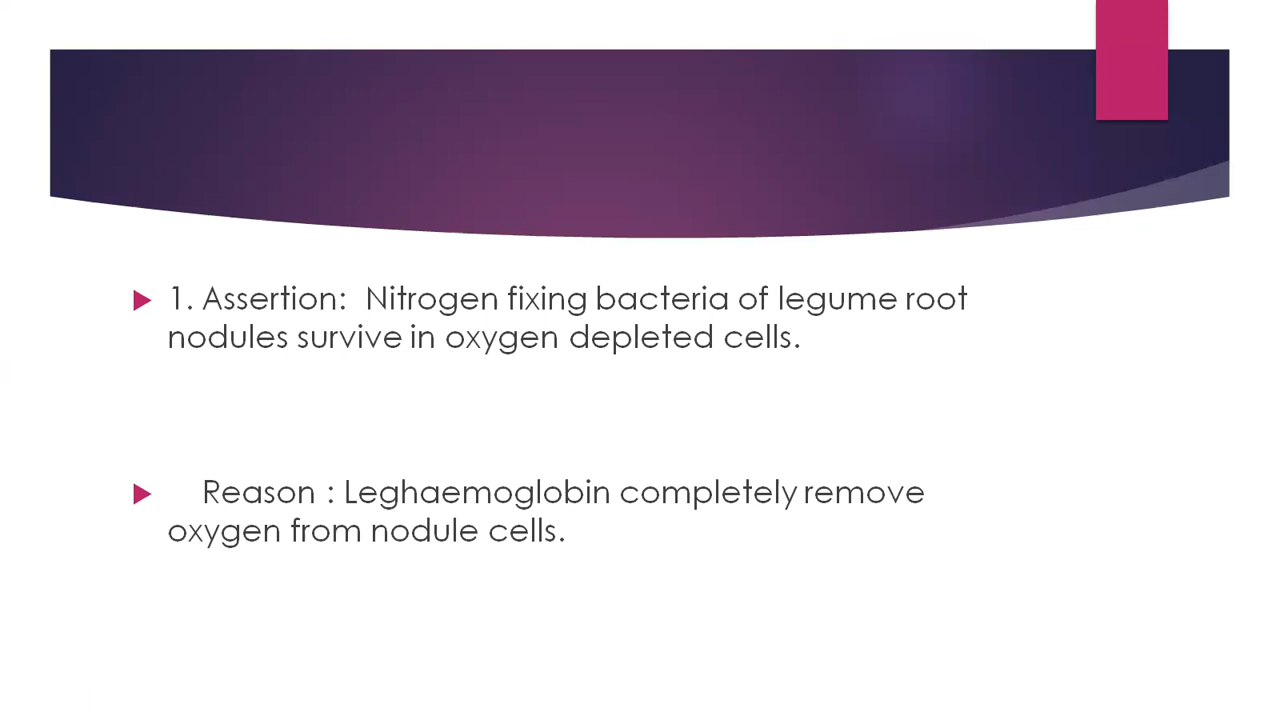 1. Assertion: Nitrogen fixing bacteria of legume root
nodules survive in oxygen depleted cells.
Reason : Leghaemoglobin completely remove
oxygen from nodule cells.